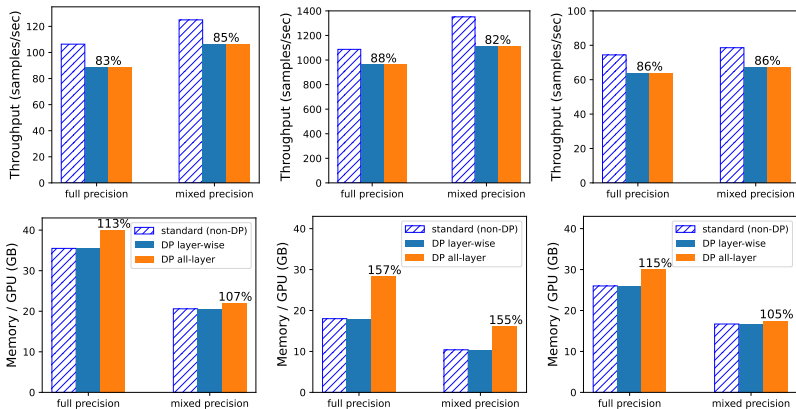 Throughput (samples/sec)
120
100
80
60
40
20
0
83%
85%
full precision
mixed precision
Throughput (samples/sec)
1400
1200
1000
800
600
400
200
0
88%
82%
full precision
mixed precision
Throughput (samples/sec)
100
80
60
40
20
0
86%
86%
full precision
mixed precision
Memory / GPU (GB)
40
30
20
10
0
113%
107%
standard (non-DP)
DP layer-wise
DP all-layer
full precision
mixed precision
Memory / GPU (GB)
40
30
20
10
0
157%
155%
standard (non-DP)
DP layer-wise
DP all-layer
full precision
mixed precision
Memory / GPU (GB)
40
30
20
10
0
115%
105%
standard (non-DP)
DP layer-wise
DP all-layer
full precision
mixed precision